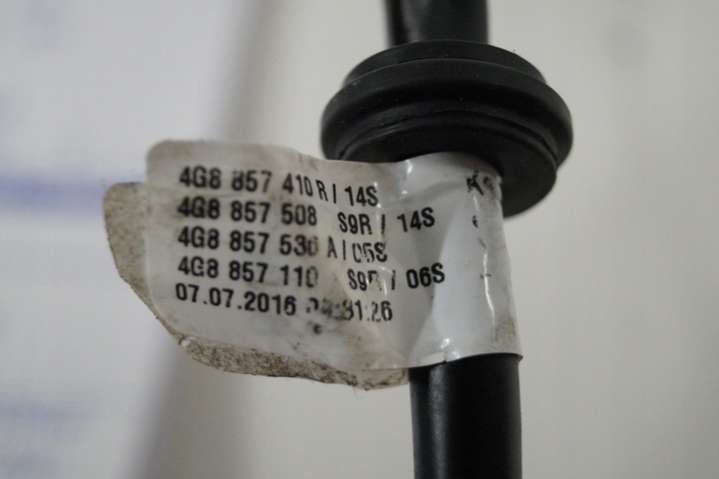 4G8 857 410 R / 14S
4G8 857 508 S9R / 14S
4G8 857 536 A / 05S
4G8 857 110 S9R / 06S
07.07.2016